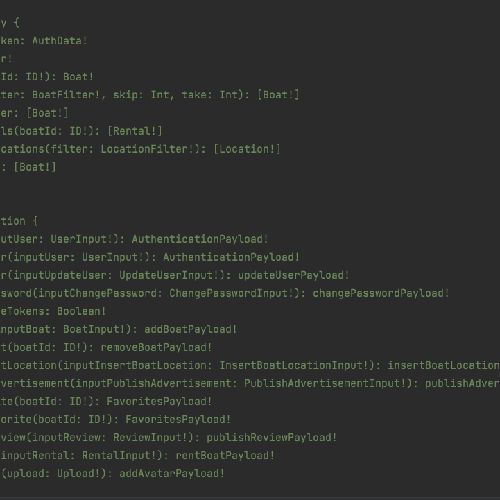 y {
ken: AuthData!
r!
Id: ID!): Boat!
ter: BoatFilter!, skip: Int, take: Int): [Boat!]
er: [Boat!]
ls(boatId: ID!): [Rental!]
cations(filter: LocationFilter!): [Location!]
: [Boat!]
tion {
utUser: UserInput!): AuthenticationPayload!
r(inputUser: UserInput!): AuthenticationPayload!
r(inputUpdateUser: UpdateUserInput!): updateUserPayload!
sword(inputChangePassword: ChangePasswordInput!): changePasswordPayload!
eTokens: Boolean!
nputBoat: BoatInput!): addBoatPayload!
t(boatId: ID!): removeBoatPayload!
tLocation(inputInsertBoatLocation: InsertBoatLocationInput!): insertBoatLocation
vertisement(inputPublishAdvertisement: PublishAdvertisementInput!): publishAdver
ite(boatId: ID!): FavoritesPayload!
orite(boatId: ID!): FavoritesPayload!
view(inputReview: ReviewInput!): publishReviewPayload!
inputRental: RentalInput!): rentBoatPayload!
(upload: Upload!): addAvatarPayload!